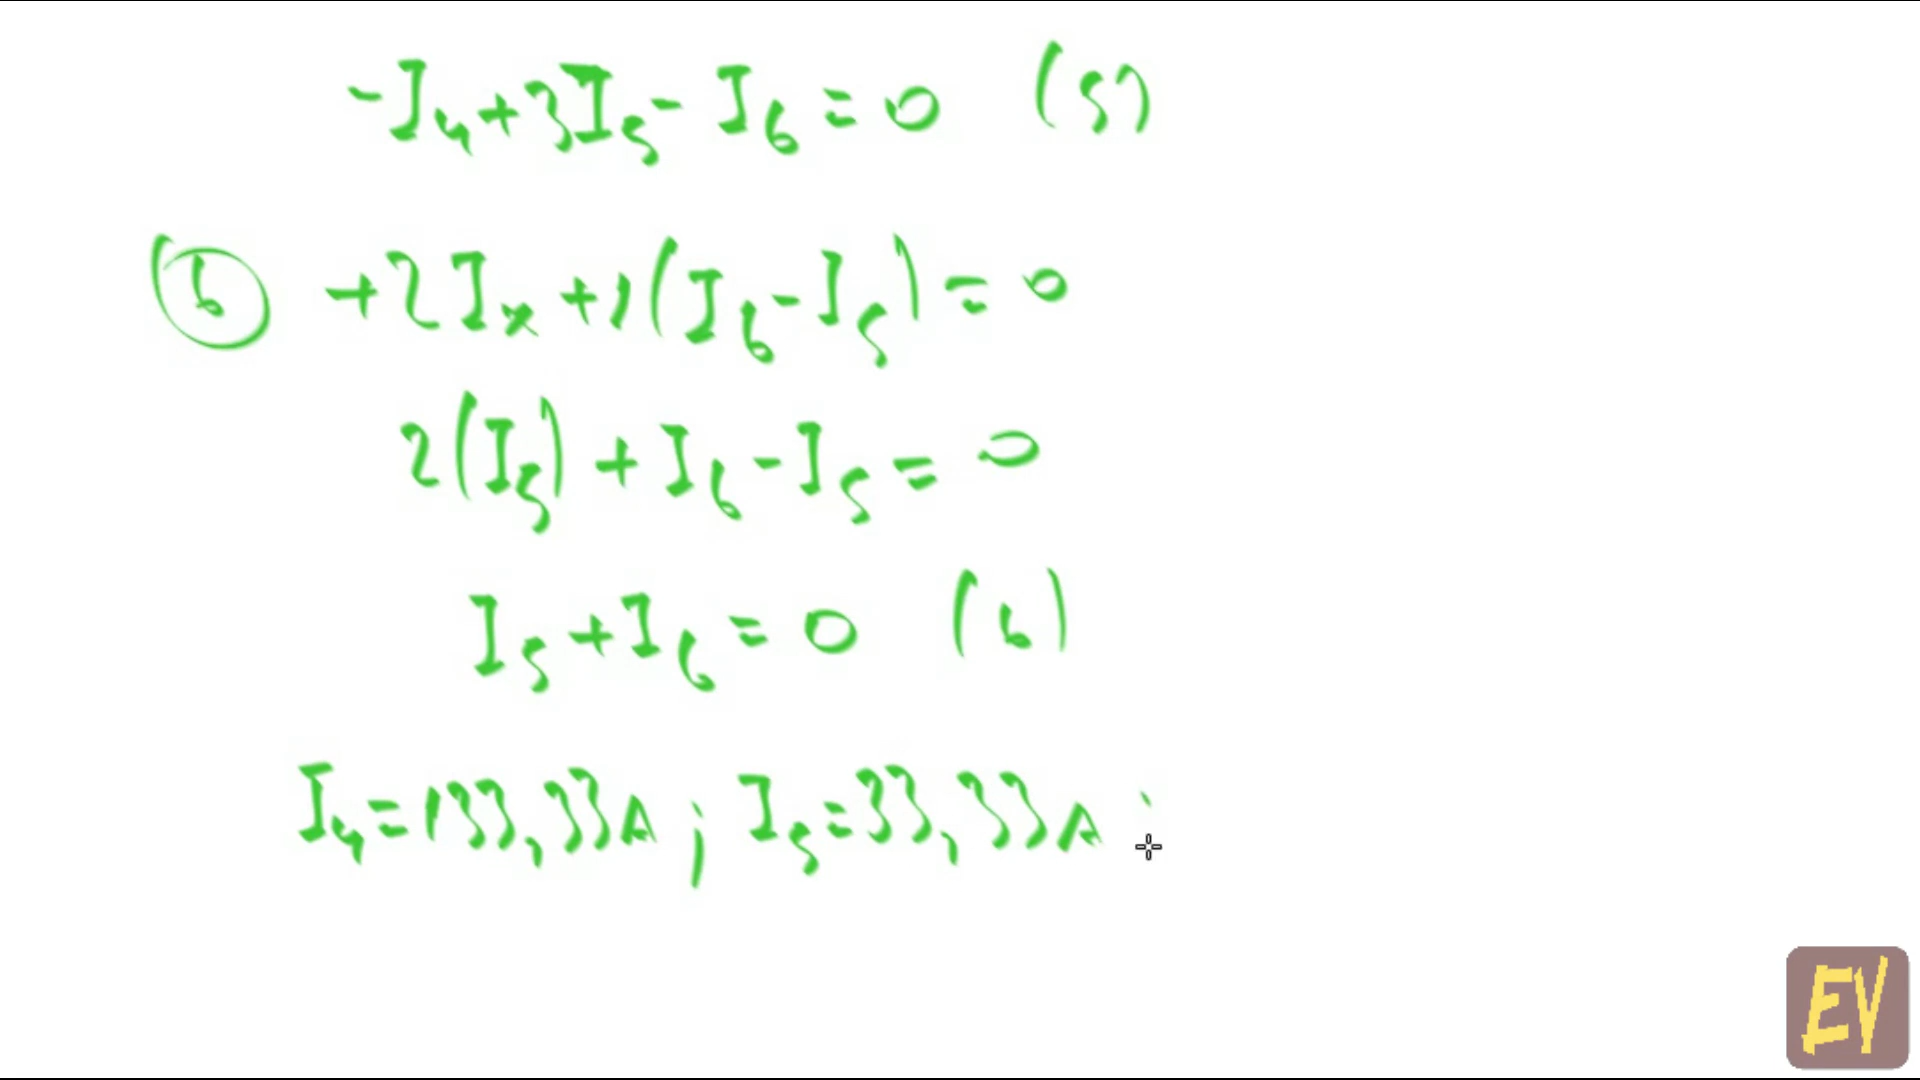 -I₄+3I₅-I₆=0 (5)
⑥ +2Iₓ+1(I₆-I₅)=0
2(I₅)+I₆-I₅=0
I₅+I₆=0 (6)
I₄=133,33A ; I₅=33,33A
EV